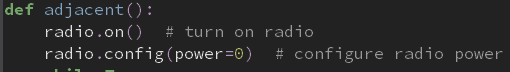 def adjacent():
    radio.on()  # turn on radio
    radio.config(power=0)  # configure radio power